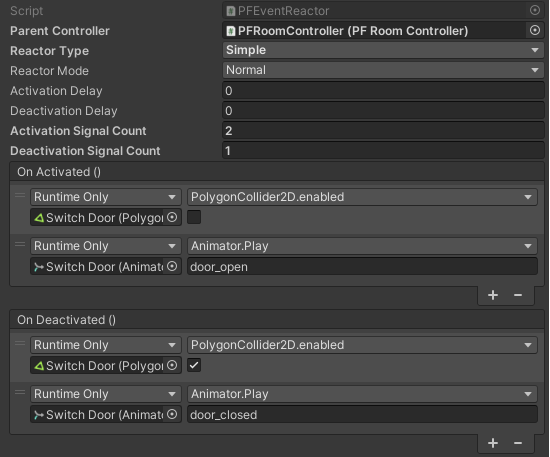 Script PFEventReactor
Parent Controller PFRoomController (PF Room Controller)
Reactor Type Simple
Reactor Mode Normal
Activation Delay 0
Deactivation Delay 0
Activation Signal Count 2
Deactivation Signal Count 1
On Activated ()
Runtime Only PolygonCollider2D.enabled
Switch Door (Polygor
Runtime Only Animator.Play
Switch Door (Animato door_open
+ −
On Deactivated ()
Runtime Only PolygonCollider2D.enabled
Switch Door (Polygor
Runtime Only Animator.Play
Switch Door (Animato door_closed
+ −